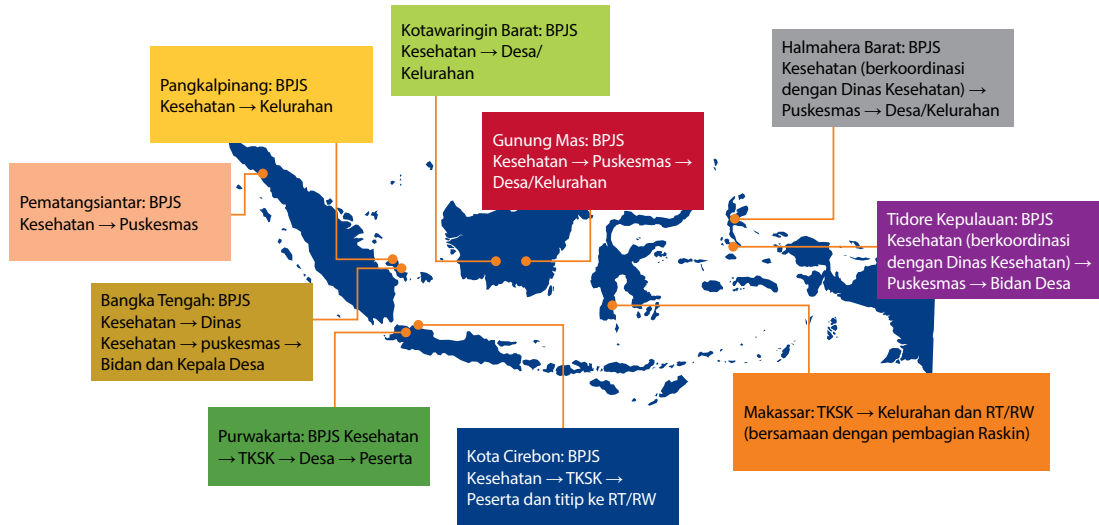 Kotawaringin Barat: BPJS
Kesehatan → Desa/
Kelurahan
Halmahera Barat: BPJS
Kesehatan (berkoordinasi
dengan Dinas Kesehatan) →
Puskesmas → Desa/Kelurahan
Pangkalpinang: BPJS
Kesehatan → Kelurahan
Gunung Mas: BPJS
Kesehatan → Puskesmas →
Desa/Kelurahan
Pematangsiantar: BPJS
Kesehatan → Puskesmas
Tidore Kepulauan: BPJS
Kesehatan (berkoordinasi
dengan Dinas Kesehatan) →
Puskesmas → Bidan Desa
Bangka Tengah: BPJS
Kesehatan → Dinas
Kesehatan → puskesmas →
Bidan dan Kepala Desa
Makassar: TKSK → Kelurahan dan RT/RW
(bersamaan dengan pembagian Raskin)
Purwakarta: BPJS Kesehatan
→ TKSK → Desa → Peserta
Kota Cirebon: BPJS
Kesehatan → TKSK →
Peserta dan titip ke RT/RW